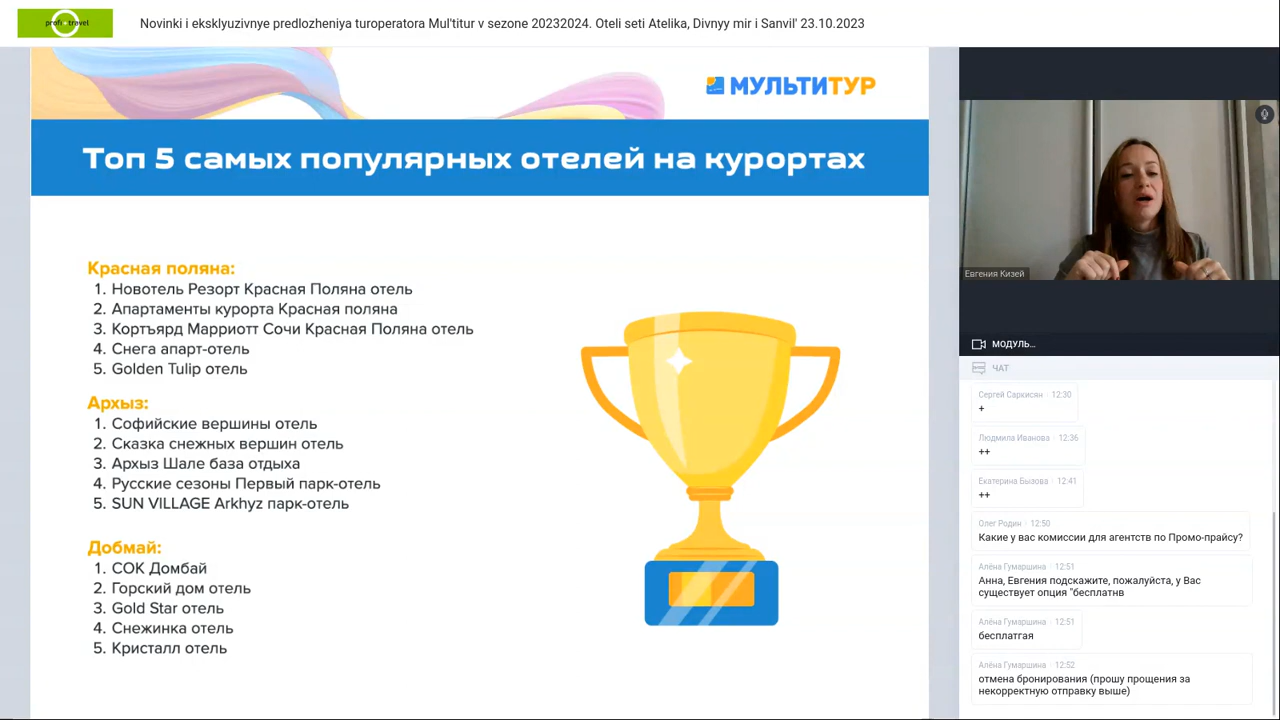 profi travel
Novinki i eksklyuzivnye predlozheniya turoperatora Mul'titur v sezone 20232024. Oteli seti Atelika, Divnyy mir i Sanvil' 23.10.2023
МУЛЬТИТУР
Топ 5 самых популярных отелей на курортах
Красная поляна:
1. Новотель Резорт Красная Поляна отель
2. Апартаменты курорта Красная поляна
3. Кортъярд Марриотт Сочи Красная Поляна отель
4. Снега апарт-отель
5. Golden Tulip отель
Архыз:
1. Софийские вершины отель
2. Сказка снежных вершин отель
3. Архыз Шале база отдыха
4. Русские сезоны Первый парк-отель
5. SUN VILLAGE Arkhyz парк-отель
Добмай:
1. СОК Домбай
2. Горский дом отель
3. Gold Star отель
4. Снежинка отель
5. Кристалл отель
Евгения Кизей
МОДУЛЬ...
ЧАТ
Сергей Саркисян · 12:30
+
Людмила Иванова · 12:36
++
Екатерина Бызова · 12:41
++
Олег Родин · 12:50
Какие у вас комиссии для агентств по Промо-прайсу?
Алёна Гумаршина · 12:51
Анна, Евгения подскажите, пожалуйста, у Вас
существует опция "бесплатнв
Алёна Гумаршина · 12:51
бесплатгая
Алёна Гумаршина · 12:52
отмена бронирования (прошу прощения за
некорректную отправку выше)